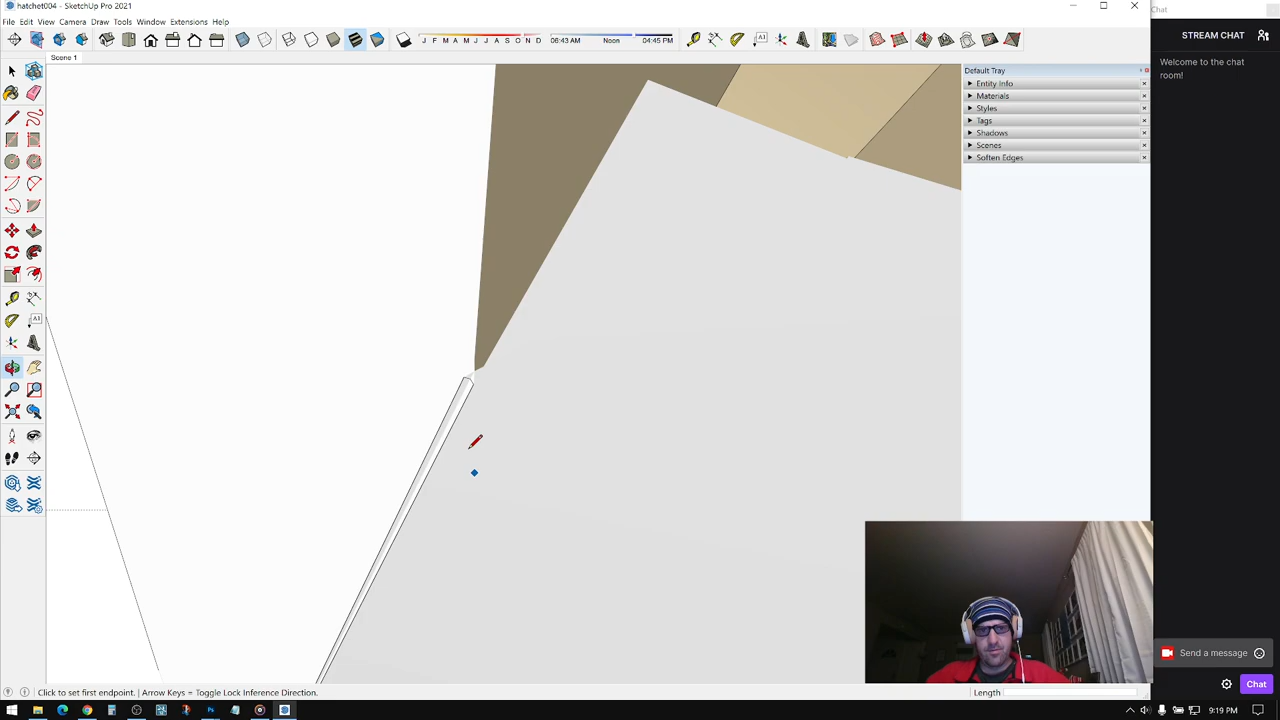 hatchet004 - SketchUp Pro 2021
Chat
File Edit View Camera Draw Tools Window Extensions Help
STREAM CHAT
J F M A M J J A S O N D
06:43 AM Noon 04:45 PM
Scene 1
Welcome to the chat
room!
Default Tray
Entity Info
Materials
Styles
Tags
Shadows
Scenes
Soften Edges
Send a message
Chat
Click to set first endpoint. | Arrow Keys = Toggle Lock Inference Direction.
Length
9:19 PM